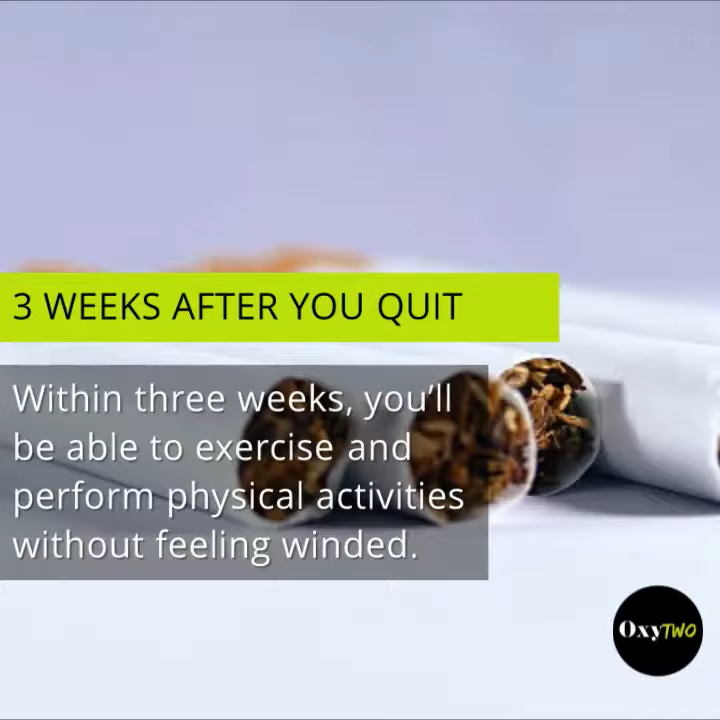 3 WEEKS AFTER YOU QUIT
Within three weeks, you’ll
be able to exercise and
perform physical activities
without feeling winded.
OxyTWO